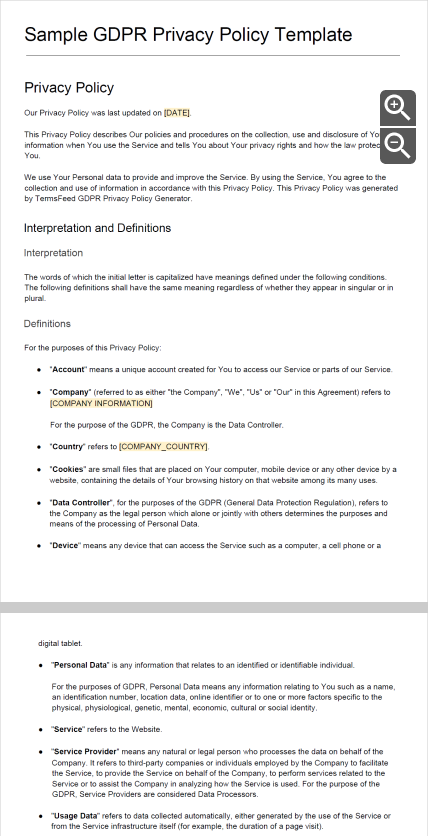 Sample GDPR Privacy Policy Template
Privacy Policy
Our Privacy Policy was last updated on [DATE].
This Privacy Policy describes Our policies and procedures on the collection, use and disclosure of
information when You use the Service and tells You about Your privacy rights and how the law
You.
We use Your Personal data to provide and improve the Service. By using the Service, You agree to the
collection and use of information in accordance with this Privacy Policy. This Privacy Policy was generated
by TermsFeed GDPR Privacy Policy Generator.
Interpretation and Definitions
Interpretation
The words of which the initial letter is capitalized have meanings defined under the following conditions.
The following definitions shall have the same meaning regardless of whether they appear in singular or in
plural.
Definitions
For the purposes of this Privacy Policy:
● "Account" means a unique account created for You to access our Service or parts of our Service.
● "Company" (referred to as either "the Company", "We", "Us" or "Our" in this Agreement) refers to
[COMPANY INFORMATION]
For the purpose of the GDPR, the Company is the Data Controller.
● "Country" refers to [COMPANY_COUNTRY].
● "Cookies" are small files that are placed on Your computer, mobile device or any other device by a
website, containing the details of Your browsing history on that website among its many uses.
● "Data Controller", for the purposes of the GDPR (General Data Protection Regulation), refers to
the Company as the legal person which alone or jointly with others determines the purposes and
means of the processing of Personal Data.
● "Device" means any device that can access the Service such as a computer, a cell phone or a
digital tablet.
● "Personal Data" is any information that relates to an identified or identifiable individual.
For the purposes of GDPR, Personal Data means any information relating to You such as a name,
an identification number, location data, online identifier or to one or more factors specific to the
physical, physiological, genetic, mental, economic, cultural or social identity.
● "Service" refers to the Website.
● "Service Provider" means any natural or legal person who processes the data on behalf of the
Company. It refers to third-party companies or individuals employed by the Company to facilitate
the Service, to provide the Service on behalf of the Company, to perform services related to the
Service or to assist the Company in analyzing how the Service is used. For the purpose of the
GDPR, Service Providers are considered Data Processors.
● "Usage Data" refers to data collected automatically, either generated by the use of the Service or
from the Service infrastructure itself (for example, the duration of a page visit).